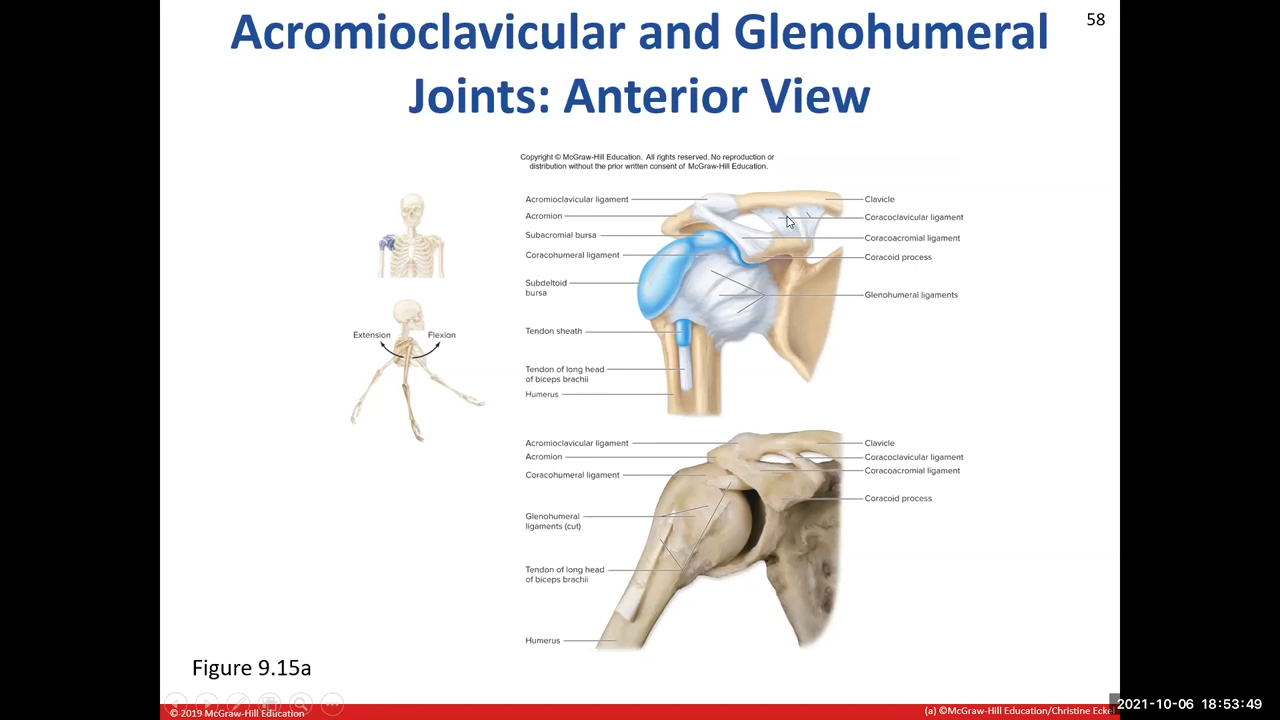 Acromioclavicular and Glenohumeral
Joints: Anterior View
58
Copyright © McGraw-Hill Education. All rights reserved. No reproduction or
distribution without the prior written consent of McGraw-Hill Education.
Acromioclavicular ligament
Acromion
Subacromial bursa
Coracohumeral ligament
Subdeltoid
bursa
Tendon sheath
Tendon of long head
of biceps brachii
Humerus
Clavicle
Coracoclavicular ligament
Coracoacromial ligament
Coracoid process
Glenohumeral ligaments
Extension
Flexion
Acromioclavicular ligament
Acromion
Coracohumeral ligament
Glenohumeral
ligaments (cut)
Tendon of long head
of biceps brachii
Humerus
Clavicle
Coracoclavicular ligament
Coracoacromial ligament
Coracoid process
Figure 9.15a
© 2019 McGraw-Hill Education
(a) ©McGraw-Hill Education/Christine Eckel
2021-10-06 18:53:49